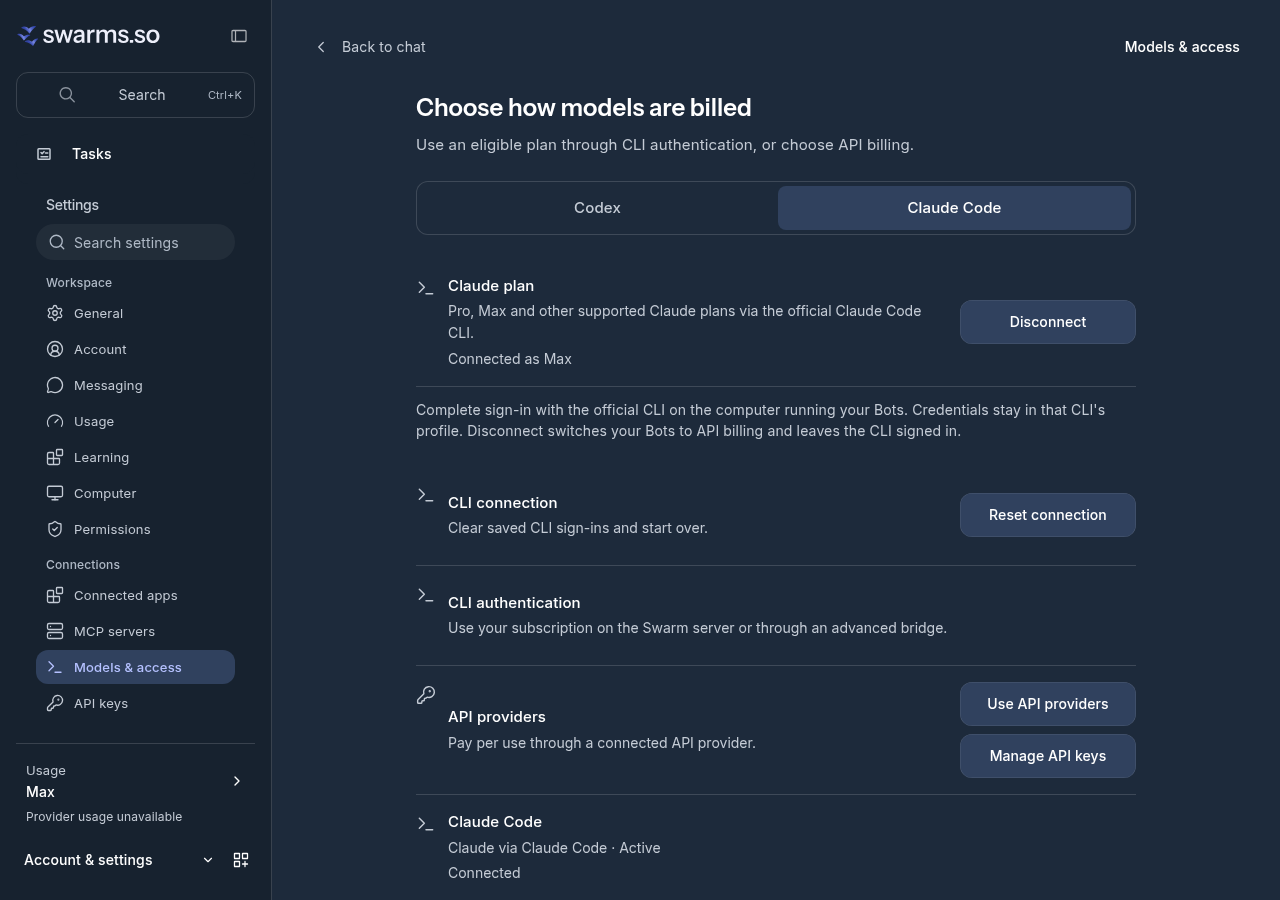 swarms.so
Search Ctrl+K
Tasks
Settings
Search settings
Workspace
General
Account
Messaging
Usage
Learning
Computer
Permissions
Connections
Connected apps
MCP servers
Models & access
API keys
Usage
Max
Provider usage unavailable
Account & settings
Back to chat
Models & access
Choose how models are billed
Use an eligible plan through CLI authentication, or choose API billing.
Codex
Claude Code
Claude plan
Pro, Max and other supported Claude plans via the official Claude Code
CLI.
Connected as Max
Disconnect
Complete sign-in with the official CLI on the computer running your Bots. Credentials stay in that CLI's
profile. Disconnect switches your Bots to API billing and leaves the CLI signed in.
CLI connection
Clear saved CLI sign-ins and start over.
Reset connection
CLI authentication
Use your subscription on the Swarm server or through an advanced bridge.
API providers
Pay per use through a connected API provider.
Use API providers
Manage API keys
Claude Code
Claude via Claude Code · Active
Connected